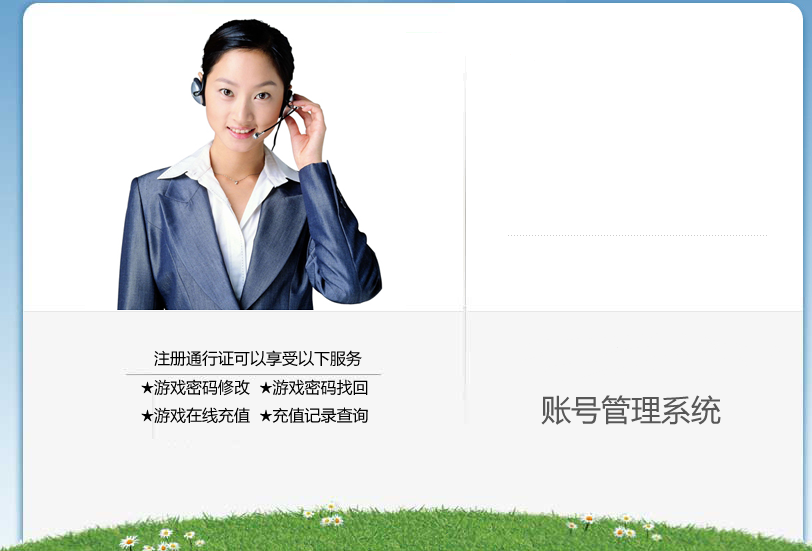 注册通行证可以享受以下服务
★游戏密码修改 ★游戏密码找回
★游戏在线充值 ★充值记录查询
账号管理系统